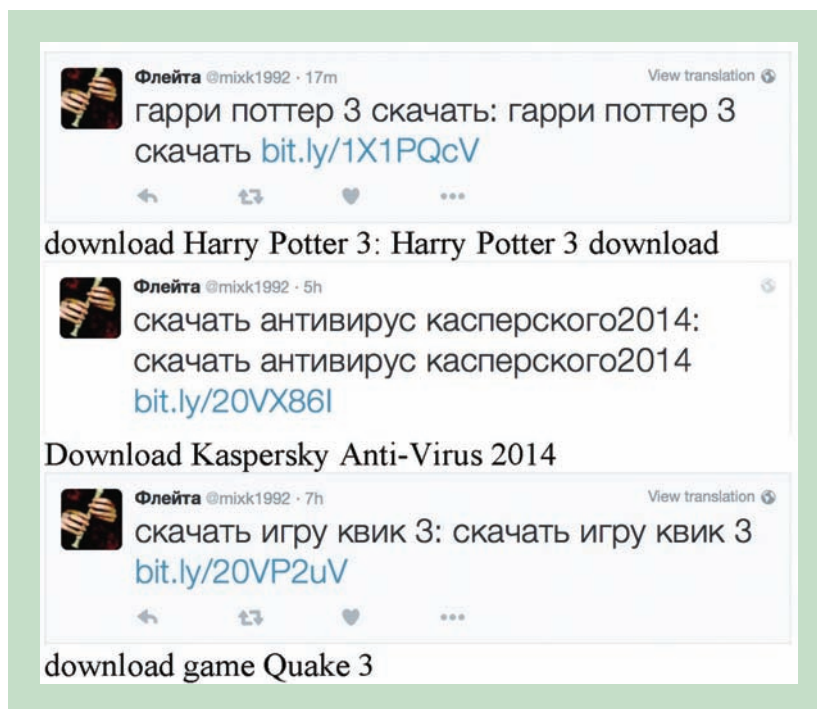 Флейта @mixk1992 · 17m View translation
гарри поттер 3 скачать: гарри поттер 3
скачать bit.ly/1X1PQcV
download Harry Potter 3: Harry Potter 3 download
Флейта @mixk1992 · 5h
скачать антивирус касперского2014:
скачать антивирус касперского2014
bit.ly/20VX86I
Download Kaspersky Anti-Virus 2014
Флейта @mixk1992 · 7h View translation
скачать игру квик 3: скачать игру квик 3
bit.ly/20VP2uV
download game Quake 3